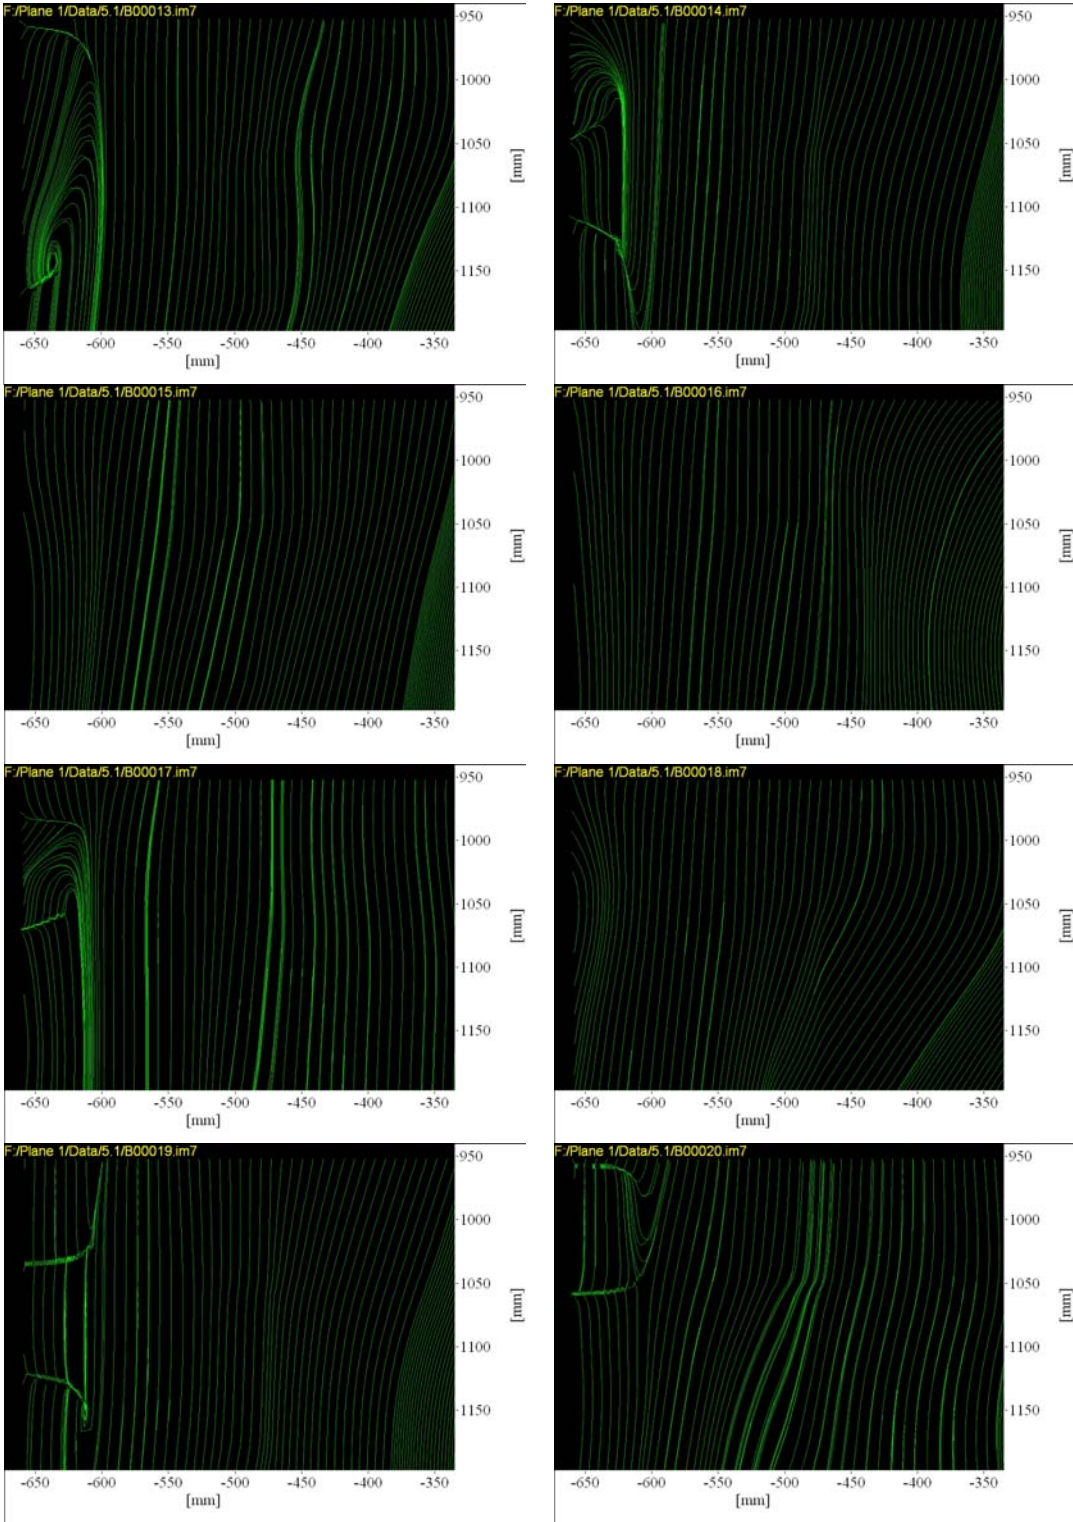 F:/Plane 1/Data/5.1/B00013.im7
950
1000
1050
1100
1150
[mm]
-650 -600 -550 -500 -450 -400 -350
[mm]
F:/Plane 1/Data/5.1/B00014.im7
950
1000
1050
1100
1150
[mm]
-650 -600 -550 -500 -450 -400 -350
[mm]
F:/Plane 1/Data/5.1/B00015.im7
950
1000
1050
1100
1150
[mm]
-650 -600 -550 -500 -450 -400 -350
[mm]
F:/Plane 1/Data/5.1/B00016.im7
950
1000
1050
1100
1150
[mm]
-650 -600 -550 -500 -450 -400 -350
[mm]
F:/Plane 1/Data/5.1/B00017.im7
950
1000
1050
1100
1150
[mm]
-650 -600 -550 -500 -450 -400 -350
[mm]
F:/Plane 1/Data/5.1/B00018.im7
950
1000
1050
1100
1150
[mm]
-650 -600 -550 -500 -450 -400 -350
[mm]
F:/Plane 1/Data/5.1/B00019.im7
950
1000
1050
1100
1150
[mm]
-650 -600 -550 -500 -450 -400 -350
[mm]
F:/Plane 1/Data/5.1/B00020.im7
950
1000
1050
1100
1150
[mm]
-650 -600 -550 -500 -450 -400 -350
[mm]